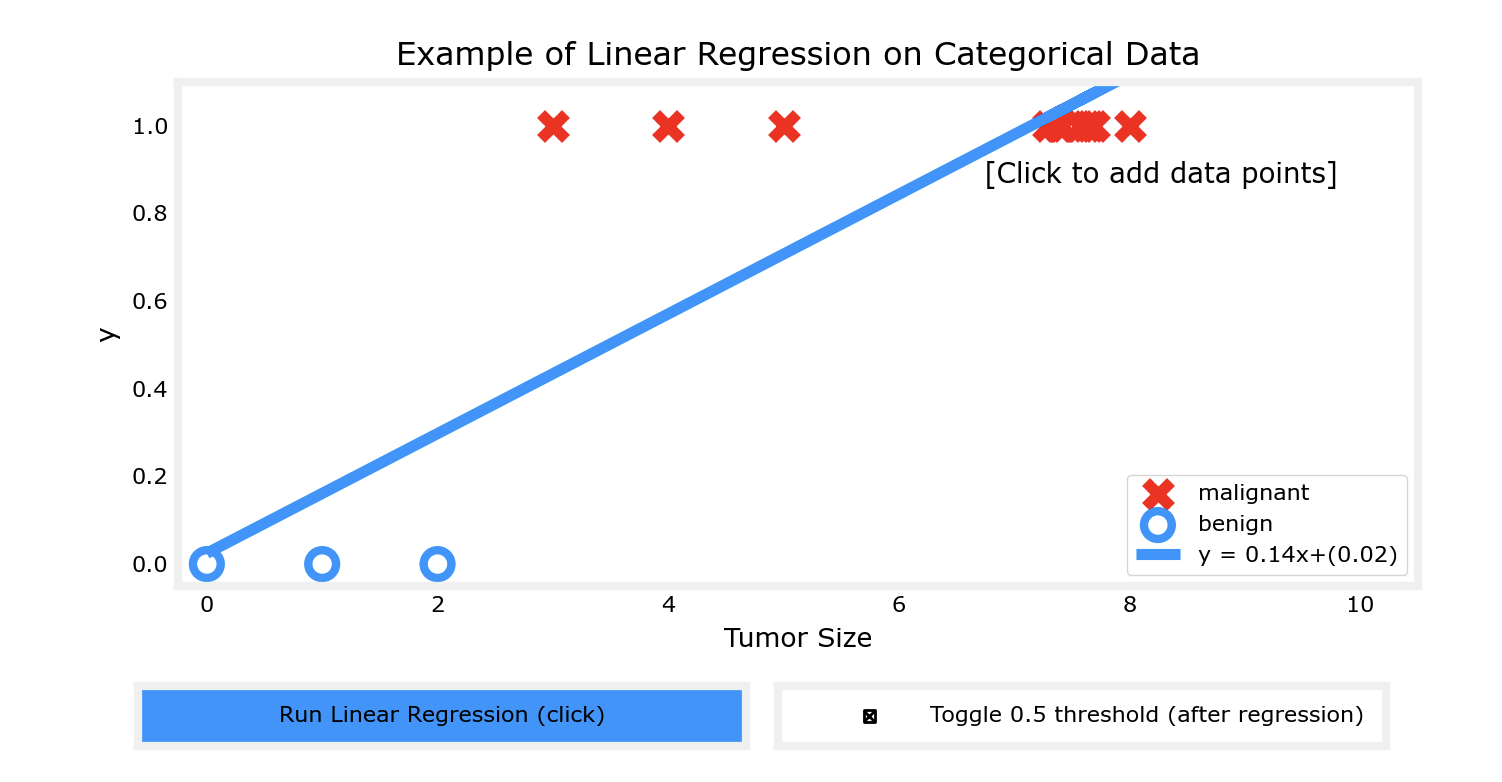 Example of Linear Regression on Categorical Data
1.0
0.8
0.6
0.4
0.2
0.0
y
[Click to add data points]
malignant
benign
y = 0.14x+(0.02)
0 2 4 6 8 10
Tumor Size
Run Linear Regression (click)
Toggle 0.5 threshold (after regression)